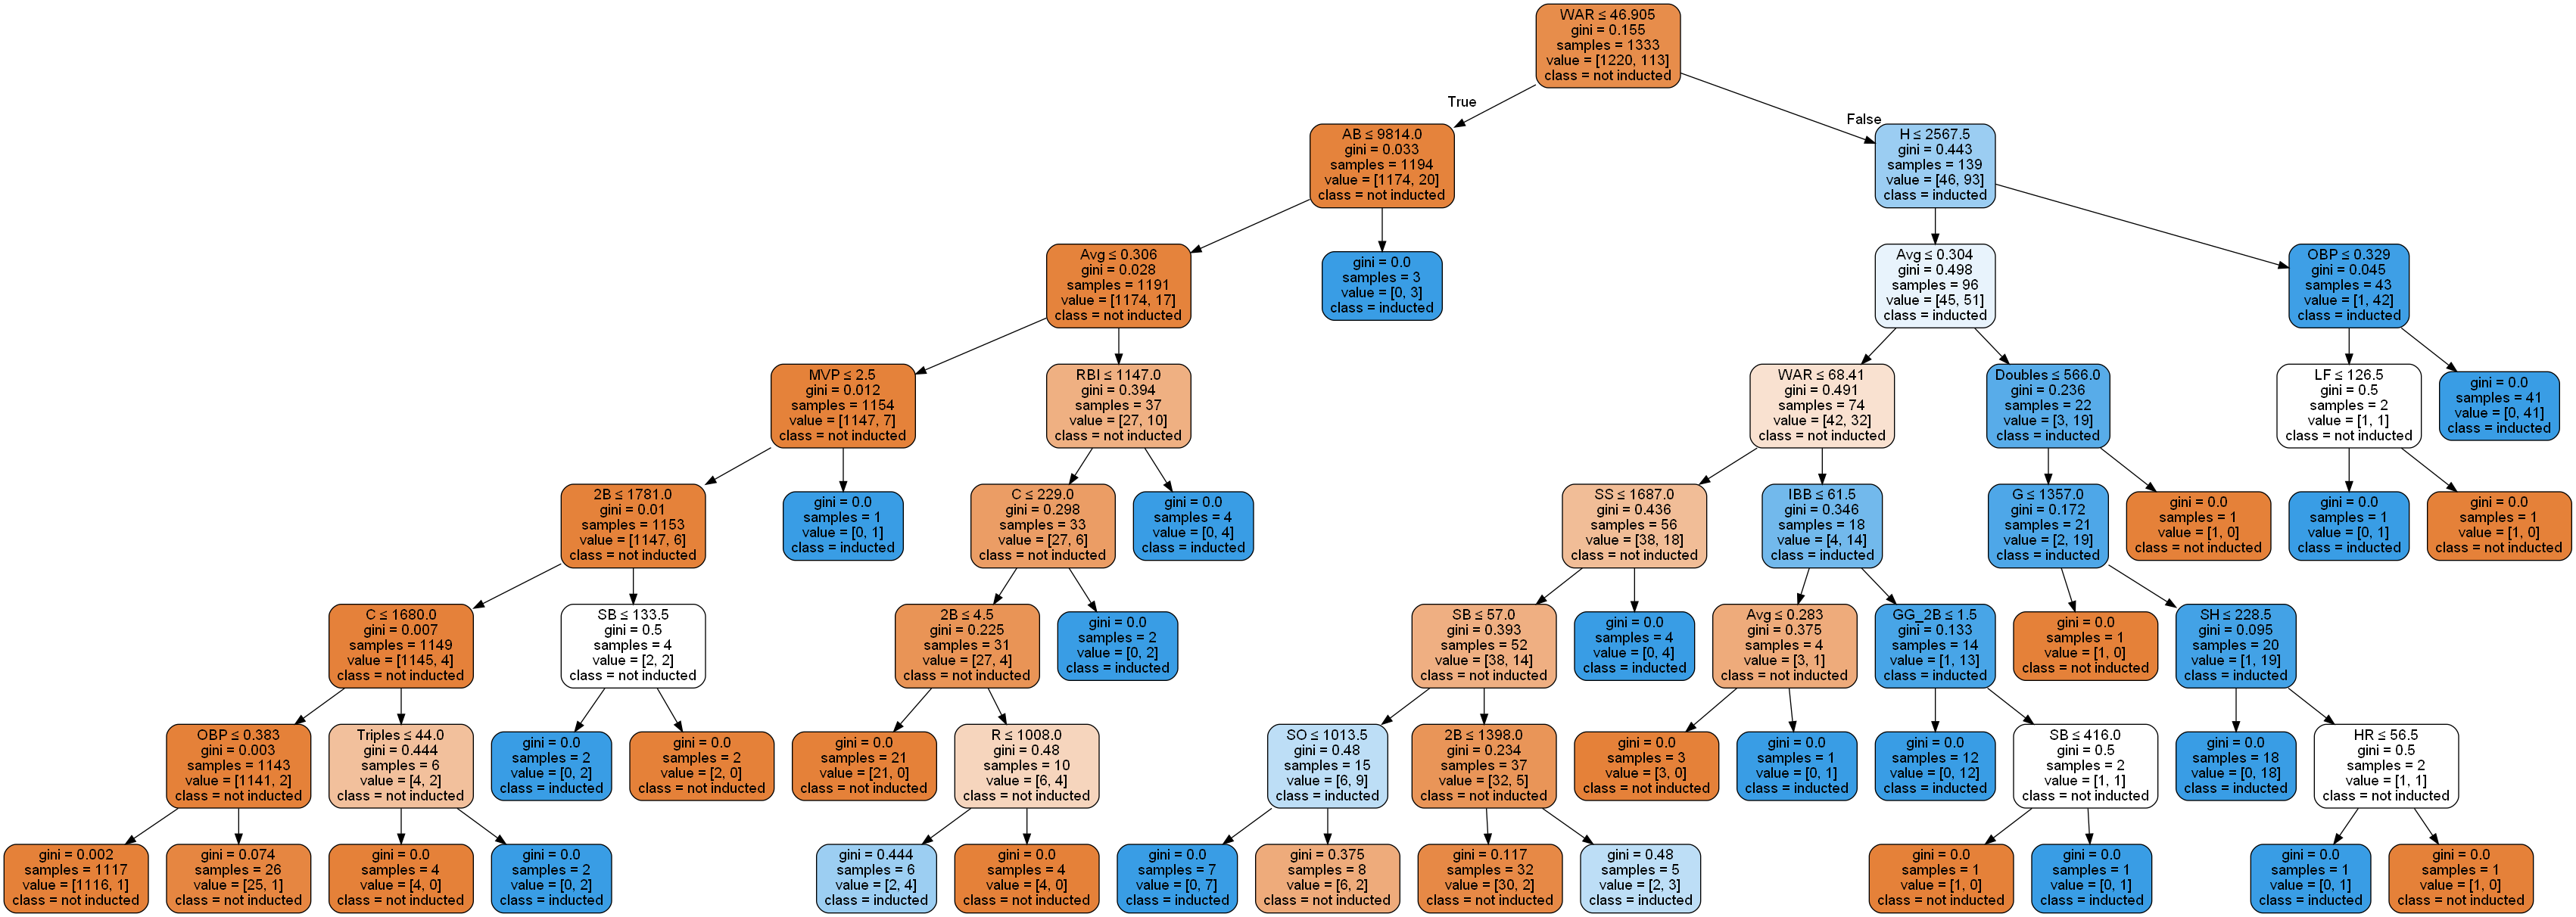 WAR ≤ 46.905
gini = 0.155
samples = 1333
value = [1220, 113]
class = not inducted
True
False
AB ≤ 9814.0
gini = 0.033
samples = 1194
value = [1174, 20]
class = not inducted
H ≤ 2567.5
gini = 0.443
samples = 139
value = [46, 93]
class = inducted
Avg ≤ 0.306
gini = 0.028
samples = 1191
value = [1174, 17]
class = not inducted
gini = 0.0
samples = 3
value = [0, 3]
class = inducted
Avg ≤ 0.304
gini = 0.498
samples = 96
value = [45, 51]
class = inducted
OBP ≤ 0.329
gini = 0.045
samples = 43
value = [1, 42]
class = inducted
MVP ≤ 2.5
gini = 0.012
samples = 1154
value = [1147, 7]
class = not inducted
RBI ≤ 1147.0
gini = 0.394
samples = 37
value = [27, 10]
class = not inducted
WAR ≤ 68.41
gini = 0.491
samples = 74
value = [42, 32]
class = not inducted
Doubles ≤ 566.0
gini = 0.236
samples = 22
value = [3, 19]
class = inducted
LF ≤ 126.5
gini = 0.5
samples = 2
value = [1, 1]
class = not inducted
gini = 0.0
samples = 41
value = [0, 41]
class = inducted
2B ≤ 1781.0
gini = 0.01
samples = 1153
value = [1147, 6]
class = not inducted
gini = 0.0
samples = 1
value = [0, 1]
class = inducted
C ≤ 229.0
gini = 0.298
samples = 33
value = [27, 6]
class = not inducted
gini = 0.0
samples = 4
value = [0, 4]
class = inducted
SS ≤ 1687.0
gini = 0.436
samples = 56
value = [38, 18]
class = not inducted
IBB ≤ 61.5
gini = 0.346
samples = 18
value = [4, 14]
class = inducted
G ≤ 1357.0
gini = 0.172
samples = 21
value = [2, 19]
class = inducted
gini = 0.0
samples = 1
value = [1, 0]
class = not inducted
gini = 0.0
samples = 1
value = [0, 1]
class = inducted
gini = 0.0
samples = 1
value = [1, 0]
class = not inducted
C ≤ 1680.0
gini = 0.007
samples = 1149
value = [1145, 4]
class = not inducted
SB ≤ 133.5
gini = 0.5
samples = 4
value = [2, 2]
class = not inducted
2B ≤ 4.5
gini = 0.225
samples = 31
value = [27, 4]
class = not inducted
gini = 0.0
samples = 2
value = [0, 2]
class = inducted
SB ≤ 57.0
gini = 0.393
samples = 52
value = [38, 14]
class = not inducted
gini = 0.0
samples = 4
value = [0, 4]
class = inducted
Avg ≤ 0.283
gini = 0.375
samples = 4
value = [3, 1]
class = not inducted
GG_2B ≤ 1.5
gini = 0.133
samples = 14
value = [1, 13]
class = inducted
gini = 0.0
samples = 1
value = [1, 0]
class = not inducted
SH ≤ 228.5
gini = 0.095
samples = 20
value = [1, 19]
class = inducted
OBP ≤ 0.383
gini = 0.003
samples = 1143
value = [1141, 2]
class = not inducted
Triples ≤ 44.0
gini = 0.444
samples = 6
value = [4, 2]
class = not inducted
gini = 0.0
samples = 2
value = [0, 2]
class = inducted
gini = 0.0
samples = 2
value = [2, 0]
class = not inducted
gini = 0.0
samples = 21
value = [21, 0]
class = not inducted
R ≤ 1008.0
gini = 0.48
samples = 10
value = [6, 4]
class = not inducted
SO ≤ 1013.5
gini = 0.48
samples = 15
value = [6, 9]
class = inducted
2B ≤ 1398.0
gini = 0.234
samples = 37
value = [32, 5]
class = not inducted
gini = 0.0
samples = 3
value = [3, 0]
class = not inducted
gini = 0.0
samples = 1
value = [0, 1]
class = inducted
gini = 0.0
samples = 12
value = [0, 12]
class = inducted
SB ≤ 416.0
gini = 0.5
samples = 2
value = [1, 1]
class = not inducted
gini = 0.0
samples = 18
value = [0, 18]
class = inducted
HR ≤ 56.5
gini = 0.5
samples = 2
value = [1, 1]
class = not inducted
gini = 0.002
samples = 1117
value = [1116, 1]
class = not inducted
gini = 0.074
samples = 26
value = [25, 1]
class = not inducted
gini = 0.0
samples = 4
value = [4, 0]
class = not inducted
gini = 0.0
samples = 2
value = [0, 2]
class = inducted
gini = 0.444
samples = 6
value = [2, 4]
class = inducted
gini = 0.0
samples = 4
value = [4, 0]
class = not inducted
gini = 0.0
samples = 7
value = [0, 7]
class = inducted
gini = 0.375
samples = 8
value = [6, 2]
class = not inducted
gini = 0.117
samples = 32
value = [30, 2]
class = not inducted
gini = 0.48
samples = 5
value = [2, 3]
class = inducted
gini = 0.0
samples = 1
value = [1, 0]
class = not inducted
gini = 0.0
samples = 1
value = [0, 1]
class = inducted
gini = 0.0
samples = 1
value = [0, 1]
class = inducted
gini = 0.0
samples = 1
value = [1, 0]
class = not inducted